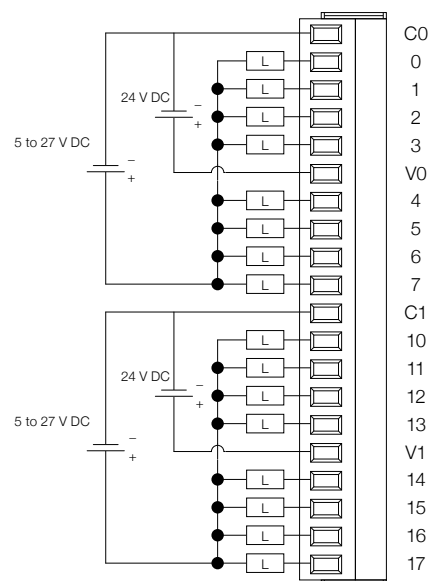 C0
L 0
L 1
24 V DC
–
L 2
+
5 to 27 V DC
L 3
–
V0
+
L 4
L 5
L 6
L 7
C1
L 10
L 11
24 V DC
–
L 12
+
5 to 27 V DC
L 13
–
V1
+
L 14
L 15
L 16
L 17